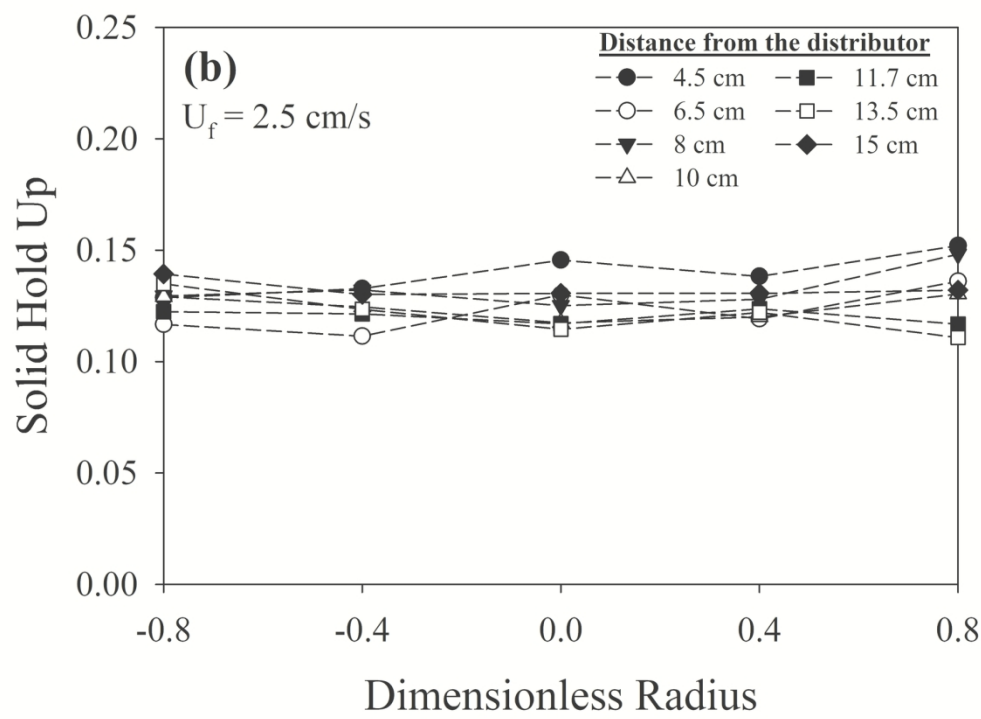 0.25
0.20
0.15
0.10
0.05
0.00
Solid Hold Up
(b)
U_f = 2.5 cm/s
Distance from the distributor
4.5 cm
6.5 cm
8 cm
10 cm
11.7 cm
13.5 cm
15 cm
-0.8 -0.4 0.0 0.4 0.8
Dimensionless Radius